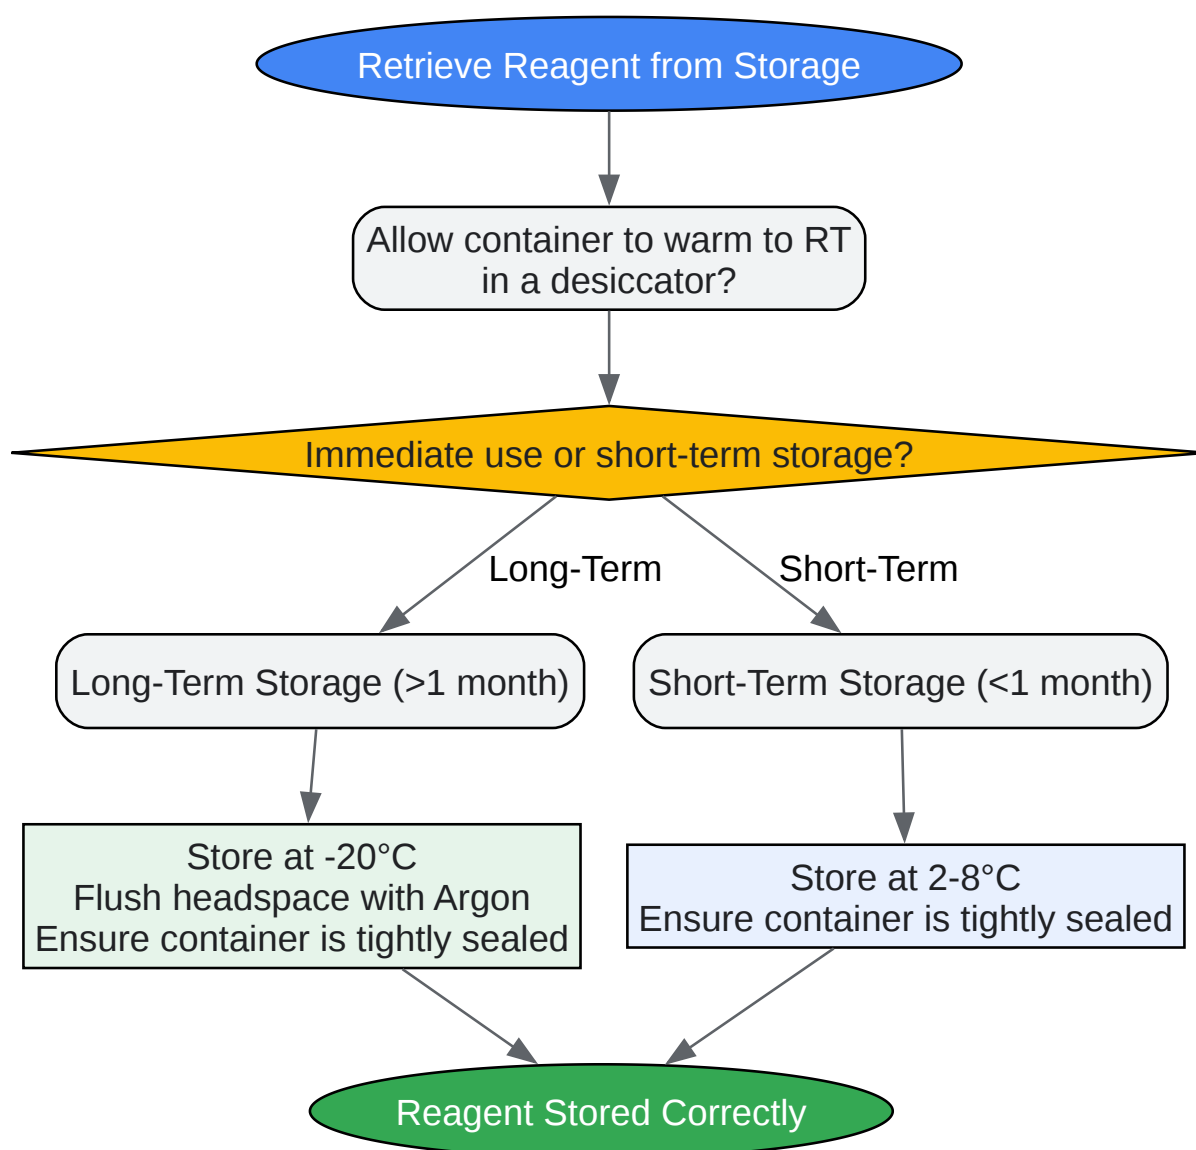 Retrieve Reagent from Storage
Allow container to warm to RT
in a desiccator?
Immediate use or short-term storage?
Long-Term
Short-Term
Long-Term Storage (>1 month)
Short-Term Storage (<1 month)
Store at -20°C
Flush headspace with Argon
Ensure container is tightly sealed
Store at 2-8°C
Ensure container is tightly sealed
Reagent Stored Correctly